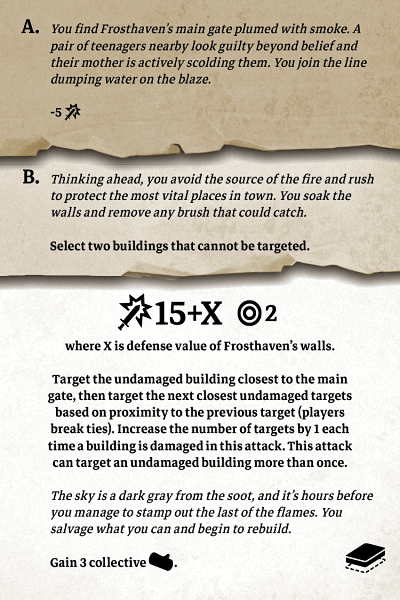 A. You find Frosthaven's main gate plumed with smoke. A
pair of teenagers nearby look guilty beyond belief and
their mother is actively scolding them. You join the line
dumping water on the blaze.
-5
B. Thinking ahead, you avoid the source of the fire and rush
to protect the most vital places in town. You soak the
walls and remove any brush that could catch.
Select two buildings that cannot be targeted.
15+X 2
where X is defense value of Frosthaven's walls.
Target the undamaged building closest to the main
gate, then target the next closest undamaged targets
based on proximity to the previous target (players
break ties). Increase the number of targets by 1 each
time a building is damaged in this attack. This attack
can target an undamaged building more than once.
The sky is a dark gray from the soot, and it's hours before
you manage to stamp out the last of the flames. You
salvage what you can and begin to rebuild.
Gain 3 collective .